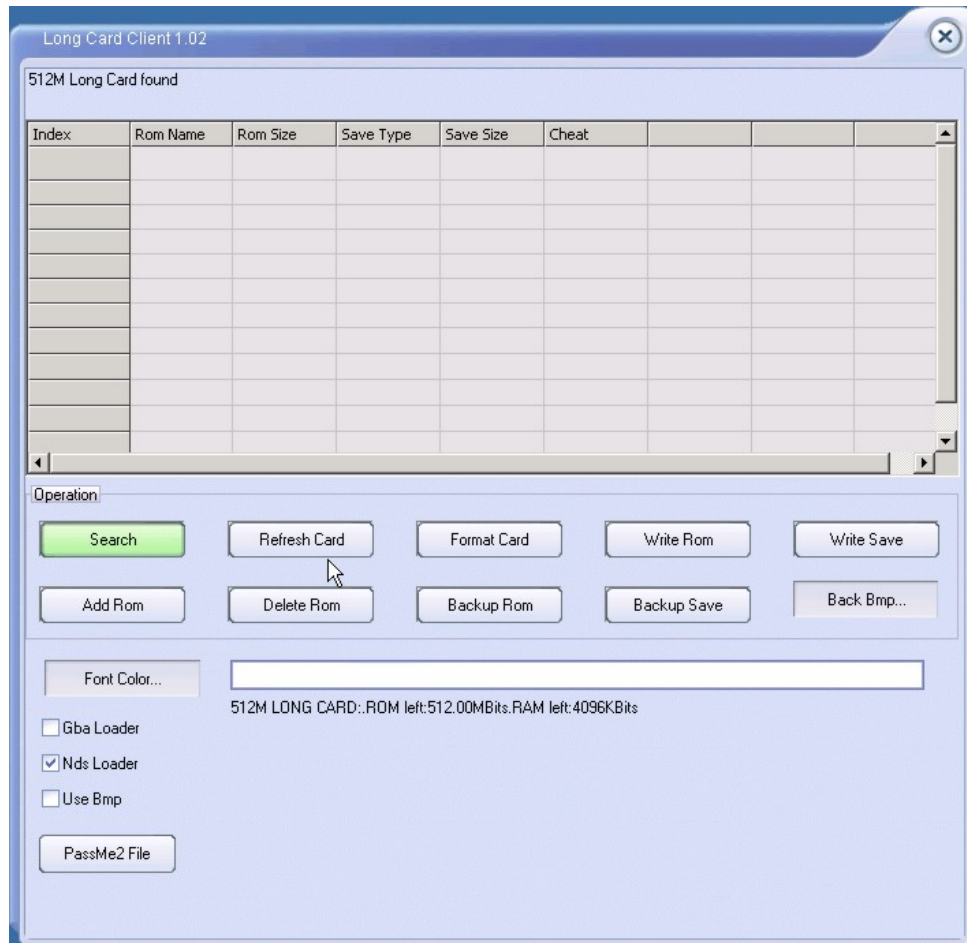 Long Card Client 1.02
512M Long Card found
Index Rom Name Rom Size Save Type Save Size Cheat
Operation
Search Refresh Card Format Card Write Rom Write Save
Add Rom Delete Rom Backup Rom Backup Save Back Bmp...
Font Color...
512M LONG CARD:.ROM left:512.00MBits.RAM left:4096KBits
Gba Loader
Nds Loader
Use Bmp
PassMe2 File